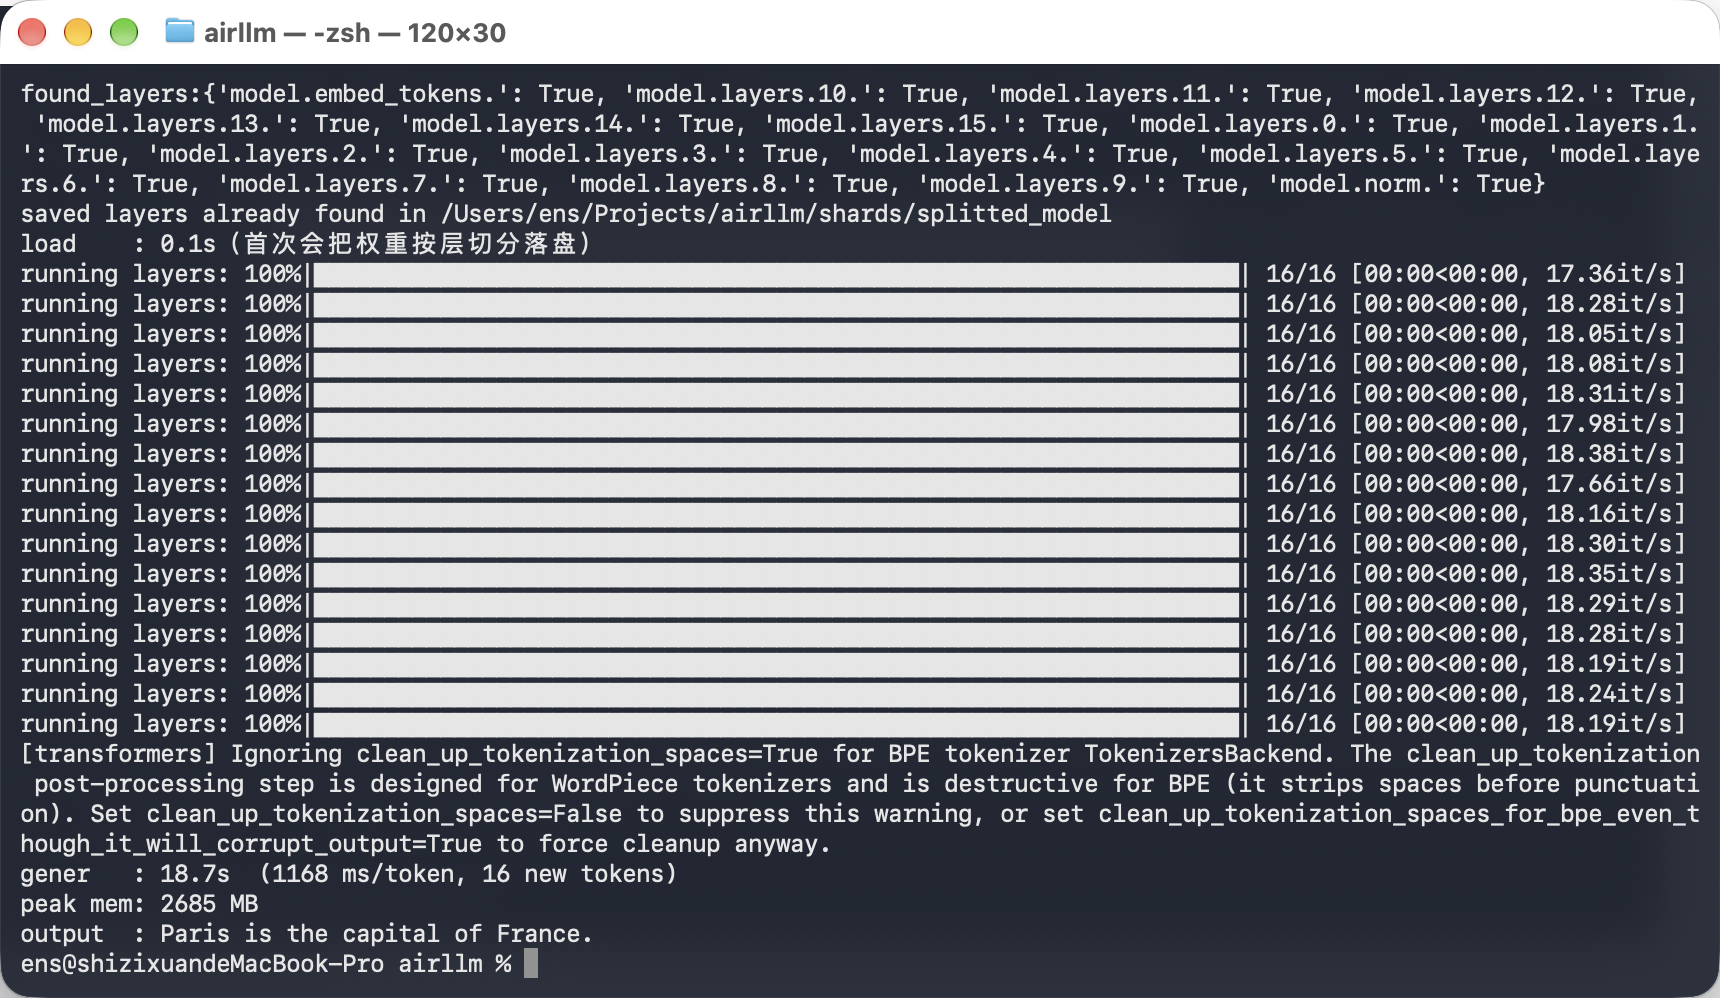 airllm — -zsh — 120×30
found_layers:{'model.embed_tokens.': True, 'model.layers.10.': True, 'model.layers.11.': True, 'model.layers.12.': True,
 'model.layers.13.': True, 'model.layers.14.': True, 'model.layers.15.': True, 'model.layers.0.': True, 'model.layers.1.
': True, 'model.layers.2.': True, 'model.layers.3.': True, 'model.layers.4.': True, 'model.layers.5.': True, 'model.laye
rs.6.': True, 'model.layers.7.': True, 'model.layers.8.': True, 'model.layers.9.': True, 'model.norm.': True}
saved layers already found in /Users/ens/Projects/airllm/shards/splitted_model
load    : 0.1s（首次会把权重按层切分落盘）
running layers: 100%| | 16/16 [00:00<00:00, 17.36it/s]
running layers: 100%| | 16/16 [00:00<00:00, 18.28it/s]
running layers: 100%| | 16/16 [00:00<00:00, 18.05it/s]
running layers: 100%| | 16/16 [00:00<00:00, 18.08it/s]
running layers: 100%| | 16/16 [00:00<00:00, 18.31it/s]
running layers: 100%| | 16/16 [00:00<00:00, 17.98it/s]
running layers: 100%| | 16/16 [00:00<00:00, 18.38it/s]
running layers: 100%| | 16/16 [00:00<00:00, 17.66it/s]
running layers: 100%| | 16/16 [00:00<00:00, 18.16it/s]
running layers: 100%| | 16/16 [00:00<00:00, 18.30it/s]
running layers: 100%| | 16/16 [00:00<00:00, 18.35it/s]
running layers: 100%| | 16/16 [00:00<00:00, 18.29it/s]
running layers: 100%| | 16/16 [00:00<00:00, 18.28it/s]
running layers: 100%| | 16/16 [00:00<00:00, 18.19it/s]
running layers: 100%| | 16/16 [00:00<00:00, 18.24it/s]
running layers: 100%| | 16/16 [00:00<00:00, 18.19it/s]
[transformers] Ignoring clean_up_tokenization_spaces=True for BPE tokenizer TokenizersBackend. The clean_up_tokenization
 post-processing step is designed for WordPiece tokenizers and is destructive for BPE (it strips spaces before punctuati
on). Set clean_up_tokenization_spaces=False to suppress this warning, or set clean_up_tokenization_spaces_for_bpe_even_t
hough_it_will_corrupt_output=True to force cleanup anyway.
gener   : 18.7s  (1168 ms/token, 16 new tokens)
peak mem: 2685 MB
output  : Paris is the capital of France.
ens@shizixuandeMacBook-Pro airllm %